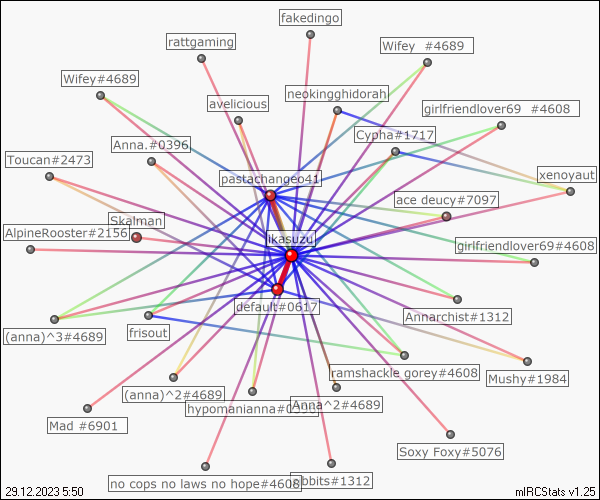 fakedingo
rattgaming
Wifey  #4689
Wifey#4689
neokingghidorah
avelicious
girlfriendlover69  #4608
Cypha#1717
Anna.#0396
Toucan#2473
xenoyaut
pastachangeo41
ace deucy#7097
Skalman
AlpineRooster#2156
Ikasuzu
girlfriendlover69#4608
default#0617
Annarchist#1312
(anna)^3#4689
frisout
ramshackle gorey#4608
Mushy#1984
(anna)^2#4689
hypomanianna
Anna^2#4689
Mad #6901
Soxy Foxy#5076
no cops no laws no hope#4608
bbits#1312
29.12.2023 5:50
mIRCStats v1.25